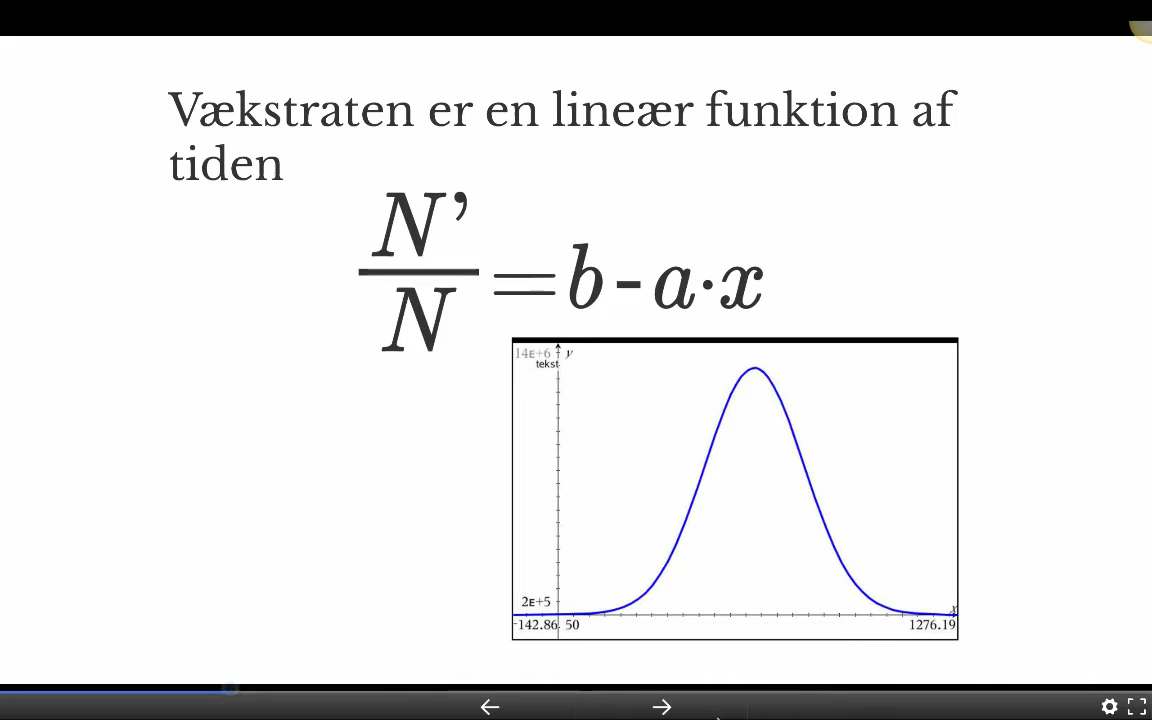 Vækstraten er en lineær funktion af
tiden
N’
N
=b-a·x
14E+6 y
tekst
2E+5
x
-142.86 50
1276.19